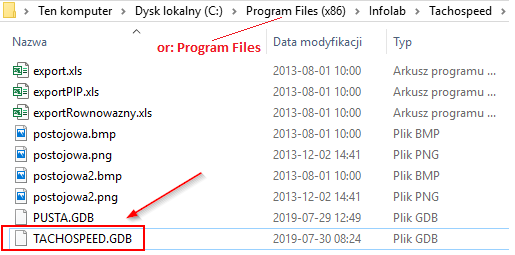 Ten komputer > Dysk lokalny (C:) > Program Files (x86) > Infolab > Tachospeed >
or: Program Files
Nazwa Data modyfikacji Typ
export.xls 2013-08-01 10:00 Arkusz programu ...
exportPIP.xls 2013-08-01 10:00 Arkusz programu ...
exportRownowazny.xls 2013-08-01 10:00 Arkusz programu ...
postojowa.bmp 2013-08-01 10:00 Plik BMP
postojowa.png 2013-12-02 14:41 Plik PNG
postojowa2.bmp 2013-08-01 10:00 Plik BMP
postojowa2.png 2013-12-02 14:41 Plik PNG
PUSTA.GDB 2019-07-29 12:49 Plik GDB
TACHOSPEED.GDB 2019-07-30 08:24 Plik GDB